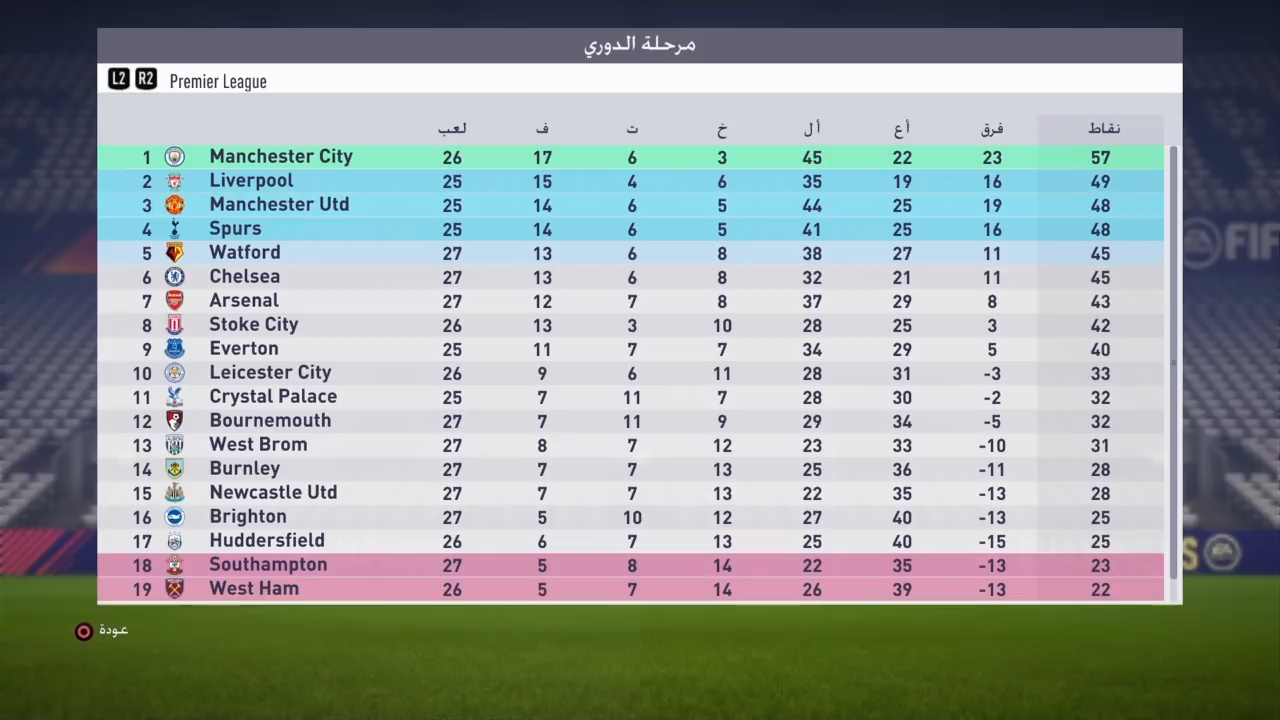 مرحلة الدوري
L2 R2 Premier League
لعب ف ت خ أل أع فرق نقاط
1 Manchester City 26 17 6 3 45 22 23 57
2 Liverpool 25 15 4 6 35 19 16 49
3 Manchester Utd 25 14 6 5 44 25 19 48
4 Spurs 25 14 6 5 41 25 16 48
5 Watford 27 13 6 8 38 27 11 45
6 Chelsea 27 13 6 8 32 21 11 45
7 Arsenal 27 12 7 8 37 29 8 43
8 Stoke City 26 13 3 10 28 25 3 42
9 Everton 25 11 7 7 34 29 5 40
10 Leicester City 26 9 6 11 28 31 -3 33
11 Crystal Palace 25 7 11 7 28 30 -2 32
12 Bournemouth 27 7 11 9 29 34 -5 32
13 West Brom 27 8 7 12 23 33 -10 31
14 Burnley 27 7 7 13 25 36 -11 28
15 Newcastle Utd 27 7 7 13 22 35 -13 28
16 Brighton 27 5 10 12 27 40 -13 25
17 Huddersfield 26 6 7 13 25 40 -15 25
18 Southampton 27 5 8 14 22 35 -13 23
19 West Ham 26 5 7 14 26 39 -13 22
عودة